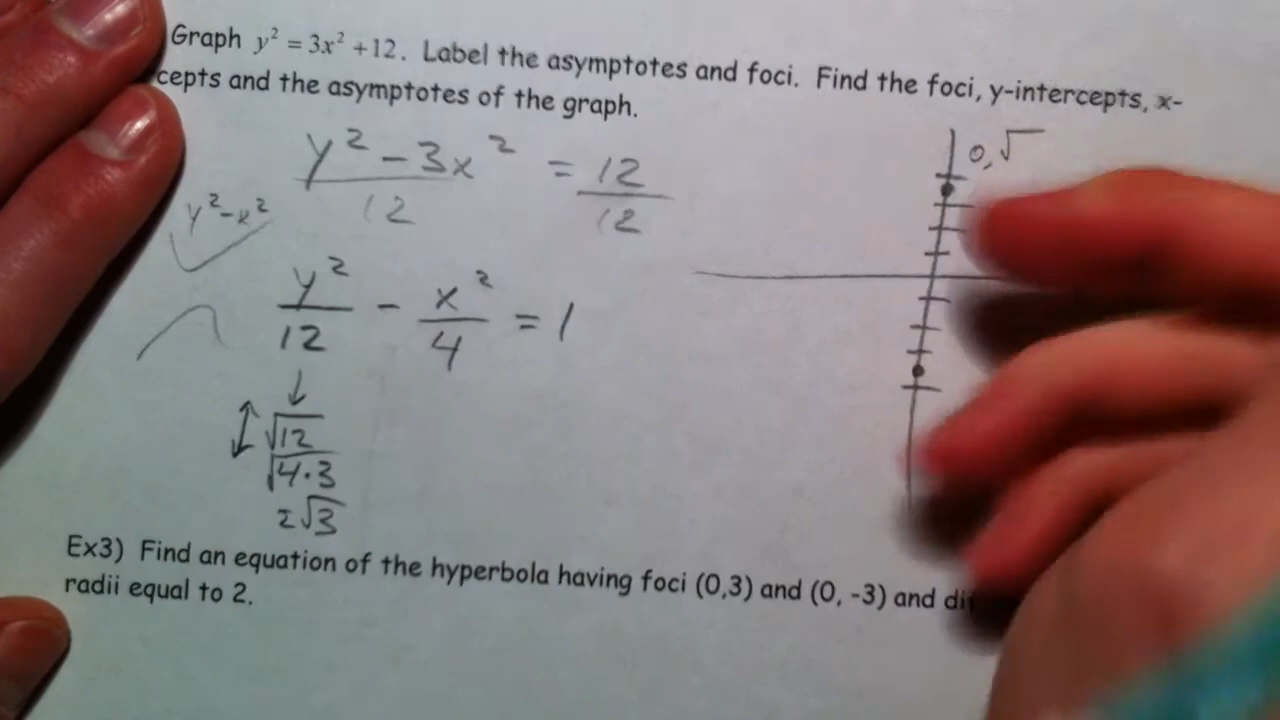 Graph y² = 3x² + 12. Label the asymptotes and foci. Find the foci, y-intercepts, x-
cepts and the asymptotes of the graph.
y² - 3x² = 12
12 12
y² - x²
y² - x² = 1
12 4
√12
√4·3
2√3
0,√
Ex3) Find an equation of the hyperbola having foci (0,3) and (0, -3) and
radii equal to 2.